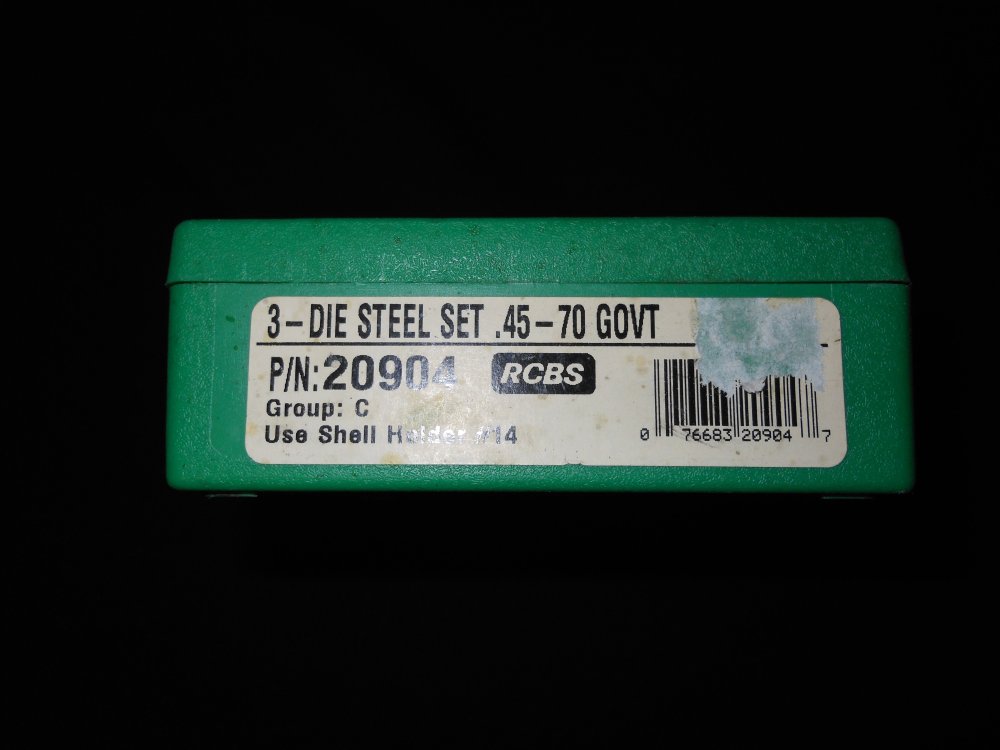 3-DIE STEEL SET .45-70 GOVT
P/N:20904 RCBS
Group: C
Use Shell Holder #14
0 76683 20904 7